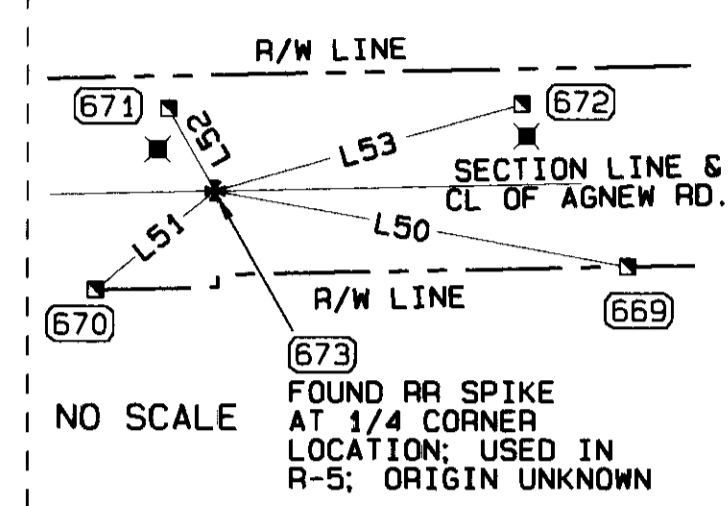 R/W LINE
671
672
L52
L53
SECTION LINE &
CL OF AGNEW RD.
L51
L50
R/W LINE
670
669
673
NO SCALE
FOUND RR SPIKE
AT 1/4 CORNER
LOCATION; USED IN
R-5; ORIGIN UNKNOWN